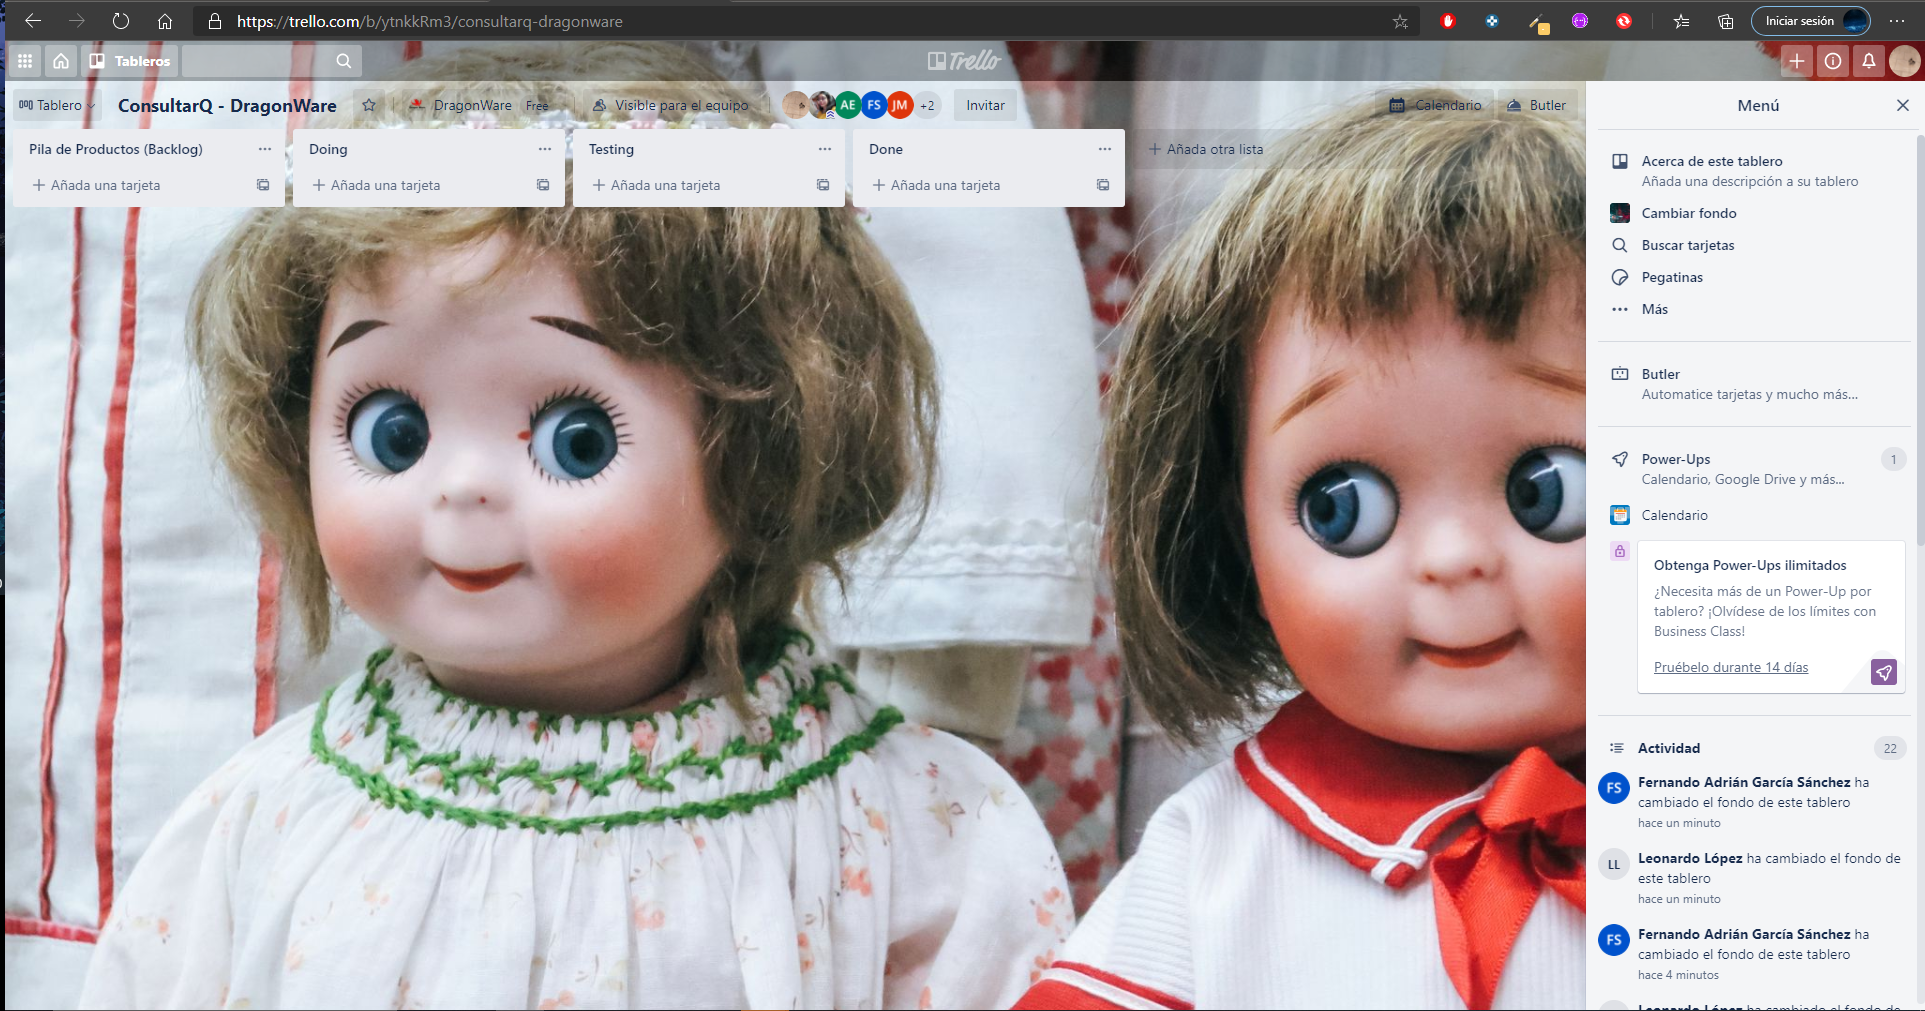 https://trello.com/b/ytnkkRm3/consultarq-dragonware
Iniciar sesión
Tableros
Trello
Tablero
ConsultarQ - DragonWare
DragonWare Free
Visible para el equipo
AE
FS
JM
+2
Invitar
Calendario
Butler
Pila de Productos (Backlog)
Añada una tarjeta
Doing
Añada una tarjeta
Testing
Añada una tarjeta
Done
Añada una tarjeta
Añada otra lista
Menú
Acerca de este tablero
Añada una descripción a su tablero
Cambiar fondo
Buscar tarjetas
Pegatinas
Más
Butler
Automatice tarjetas y mucho más...
Power-Ups
1
Calendario, Google Drive y más...
Calendario
Obtenga Power-Ups ilimitados
¿Necesita más de un Power-Up por
tablero? ¡Olvídese de los límites con
Business Class!
Pruébelo durante 14 días
Actividad
22
FS
Fernando Adrián García Sánchez ha
cambiado el fondo de este tablero
hace un minuto
LL
Leonardo López ha cambiado el fondo de
este tablero
hace un minuto
FS
Fernando Adrián García Sánchez ha
cambiado el fondo de este tablero
hace 4 minutos
Leonardo López ha cambiado el fondo de